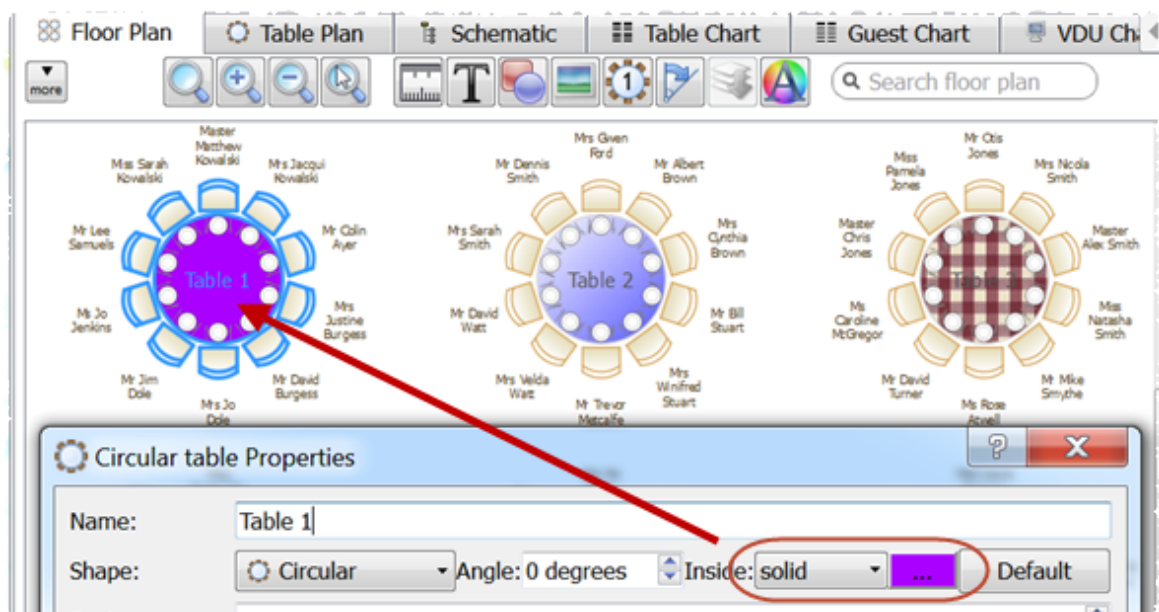 Floor Plan
Table Plan
Schematic
Table Chart
Guest Chart
VDU Cha
more
T
1
A
Search floor plan
Master
Matthew
Kowalski
Miss Sarah
Kowalski
Mrs Jacqui
Kowalski
Mr Lee
Samuels
Mr Colin
Ayer
Table 1
Ms Jo
Jenkins
Mrs
Justine
Burgess
Mr Jim
Dole
Mr David
Burgess
Mrs Jo
Dole
Mrs Gwen
Ford
Mr Dennis
Smith
Mr Albert
Brown
Mrs Sarah
Smith
Mrs
Cynthia
Brown
Table 2
Mr David
Watt
Mr Bill
Stuart
Mrs Velda
Watt
Mrs
Winifred
Stuart
Mr Trevor
Metcalfe
Mr Otis
Jones
Miss
Pamela
Jones
Mrs Nicola
Smith
Master
Chris
Jones
Master
Alex Smith
Table 3
Ms
Caroline
McGregor
Miss
Natasha
Smith
Mr David
Turner
Mr Mike
Smythe
Ms Rose
Atwell
Circular table Properties
?
X
Name:
Table 1
Shape:
Circular
Angle:
0 degrees
Inside:
solid
...
Default